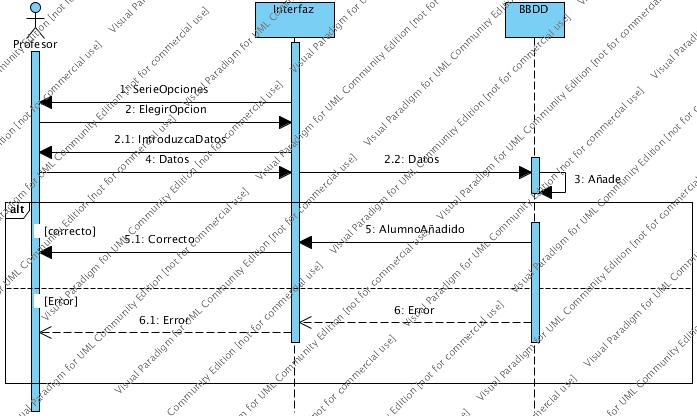 Interfaz
BBDD
Profesor
1: SerieOpciones
2: ElegirOpcion
2.1: IntroduzcaDatos
4: Datos
2.2: Datos
3: Añade
alt
[correcto]
5: AlumnoAñadido
5.1: Correcto
[Error]
6: Error
6.1: Error
Visual Paradigm for UML Community Edition [not for commercial use]